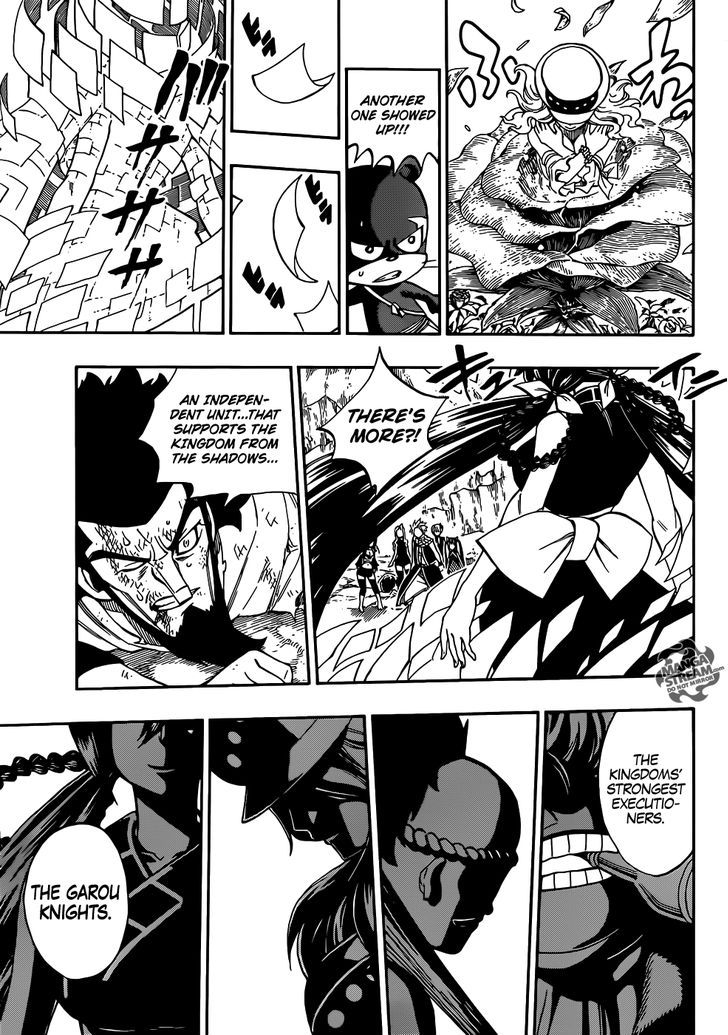 ANOTHER
ONE SHOWED
UP!!!
THERE'S
MORE?!
AN INDEPEN-
DENT UNIT...THAT
SUPPORTS THE
KINGDOM FROM
THE SHADOWS...
MANGA
STREAM.com
DO NOT MIRROR
THE
KINGDOMS'
STRONGEST
EXECUTIO-
NERS.
THE GAROU
KNIGHTS.